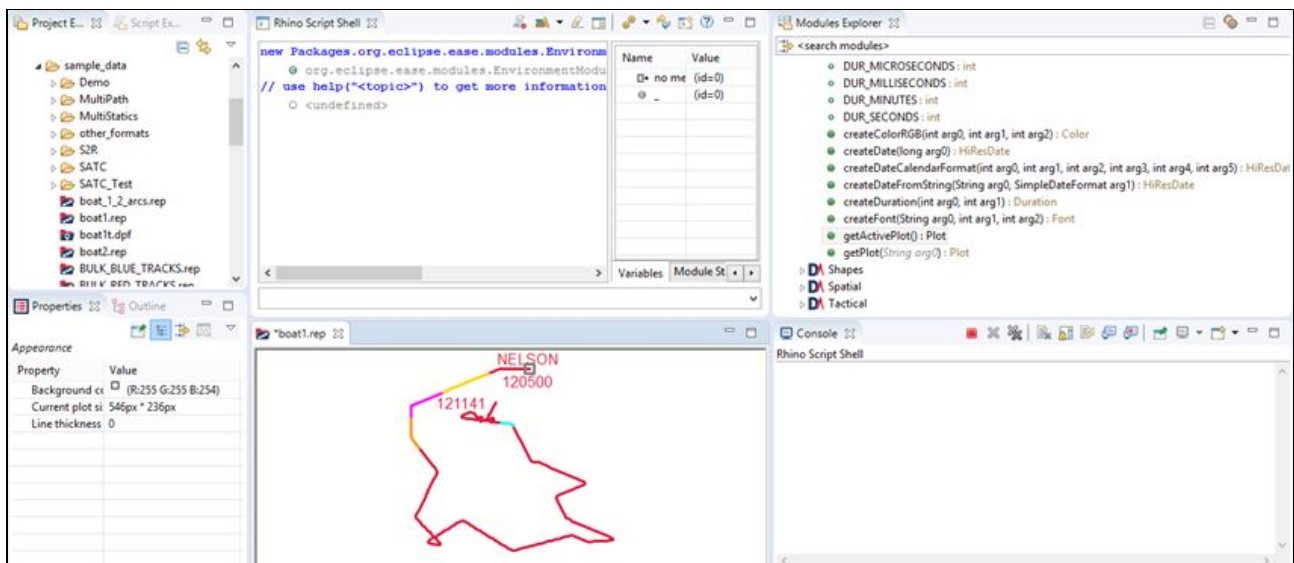 Project E...
Script Ex...
sample_data
Demo
MultiPath
MultiStatics
other_formats
S2R
SATC
SATC_Test
boat_1_2_arcs.rep
boat1.rep
boat1t.dpf
boat2.rep
BULK_BLUE_TRACKS.rep
BULK_RED_TRACKS.rep
Rhino Script Shell
new Packages.org.eclipse.ease.modules.Environm
org.eclipse.ease.modules.EnvironmentModu
// use help("<topic>") to get more information
<undefined>
Name Value
no me (id=0)
_ (id=0)
Variables Module St
Modules Explorer
<search modules>
DUR_MICROSECONDS : int
DUR_MILLISECONDS : int
DUR_MINUTES : int
DUR_SECONDS : int
createColorRGB(int arg0, int arg1, int arg2) : Color
createDate(long arg0) : HiResDate
createDateCalendarFormat(int arg0, int arg1, int arg2, int arg3, int arg4, int arg5) : HiResDat
createDateFromString(String arg0, SimpleDateFormat arg1) : HiResDate
createDuration(int arg0, int arg1) : Duration
createFont(String arg0, int arg1, int arg2) : Font
getActivePlot() : Plot
getPlot(String arg0) : Plot
Shapes
Spatial
Tactical
Properties
Outline
Appearance
Property Value
Background cc (R:255 G:255 B:254)
Current plot si 546px * 236px
Line thickness 0
*boat1.rep
NELSON
120500
121141
Console
Rhino Script Shell